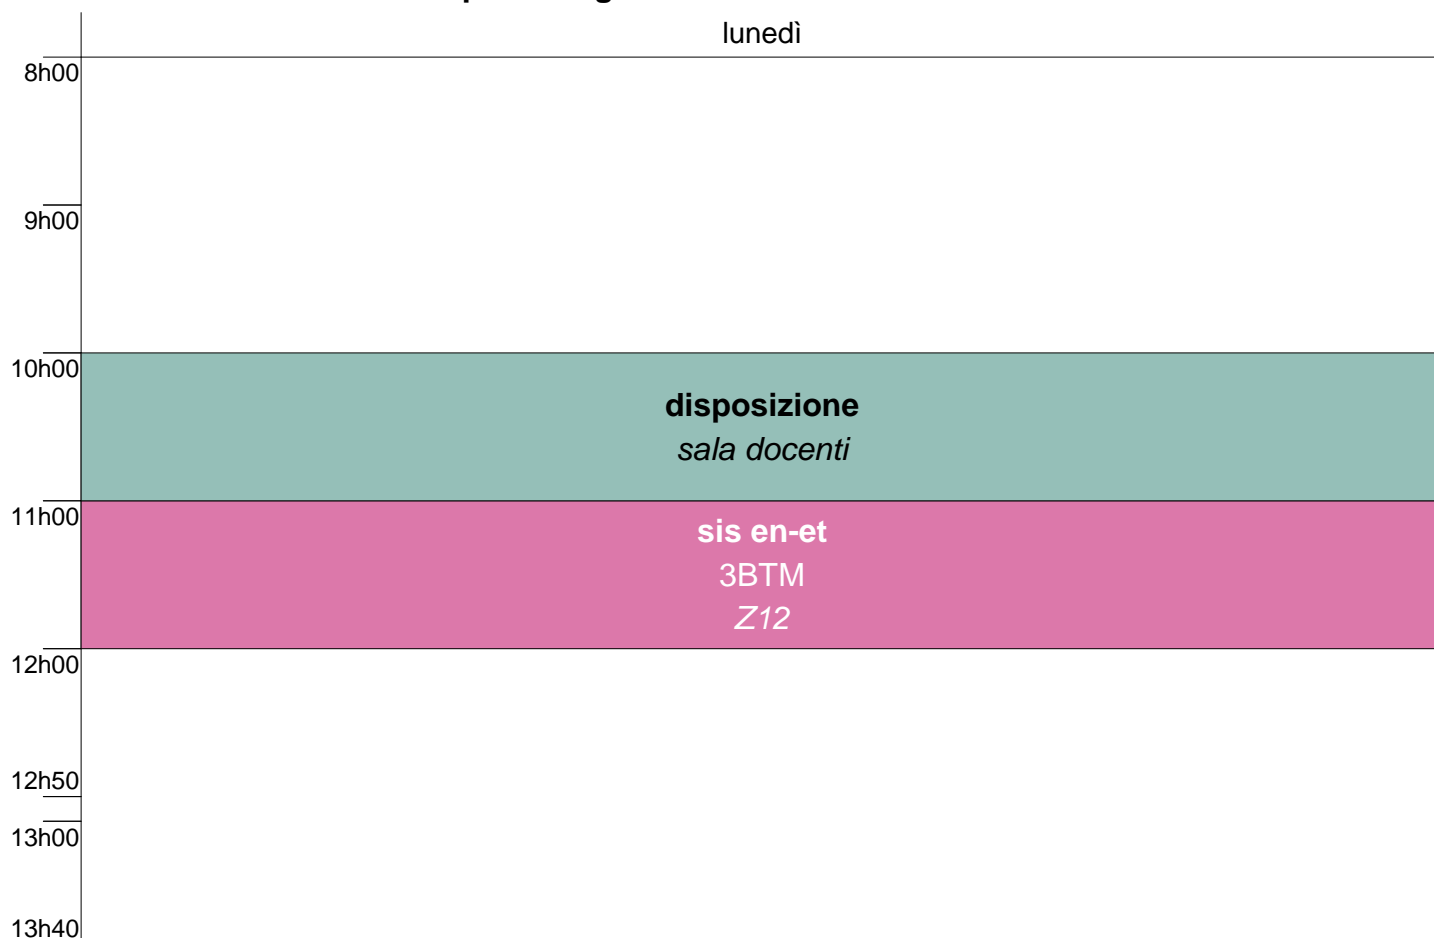 lunedì
8h00
9h00
10h00
disposizione
sala docenti
11h00
sis en-et
3BTM
Z12
12h00
12h50
13h00
13h40